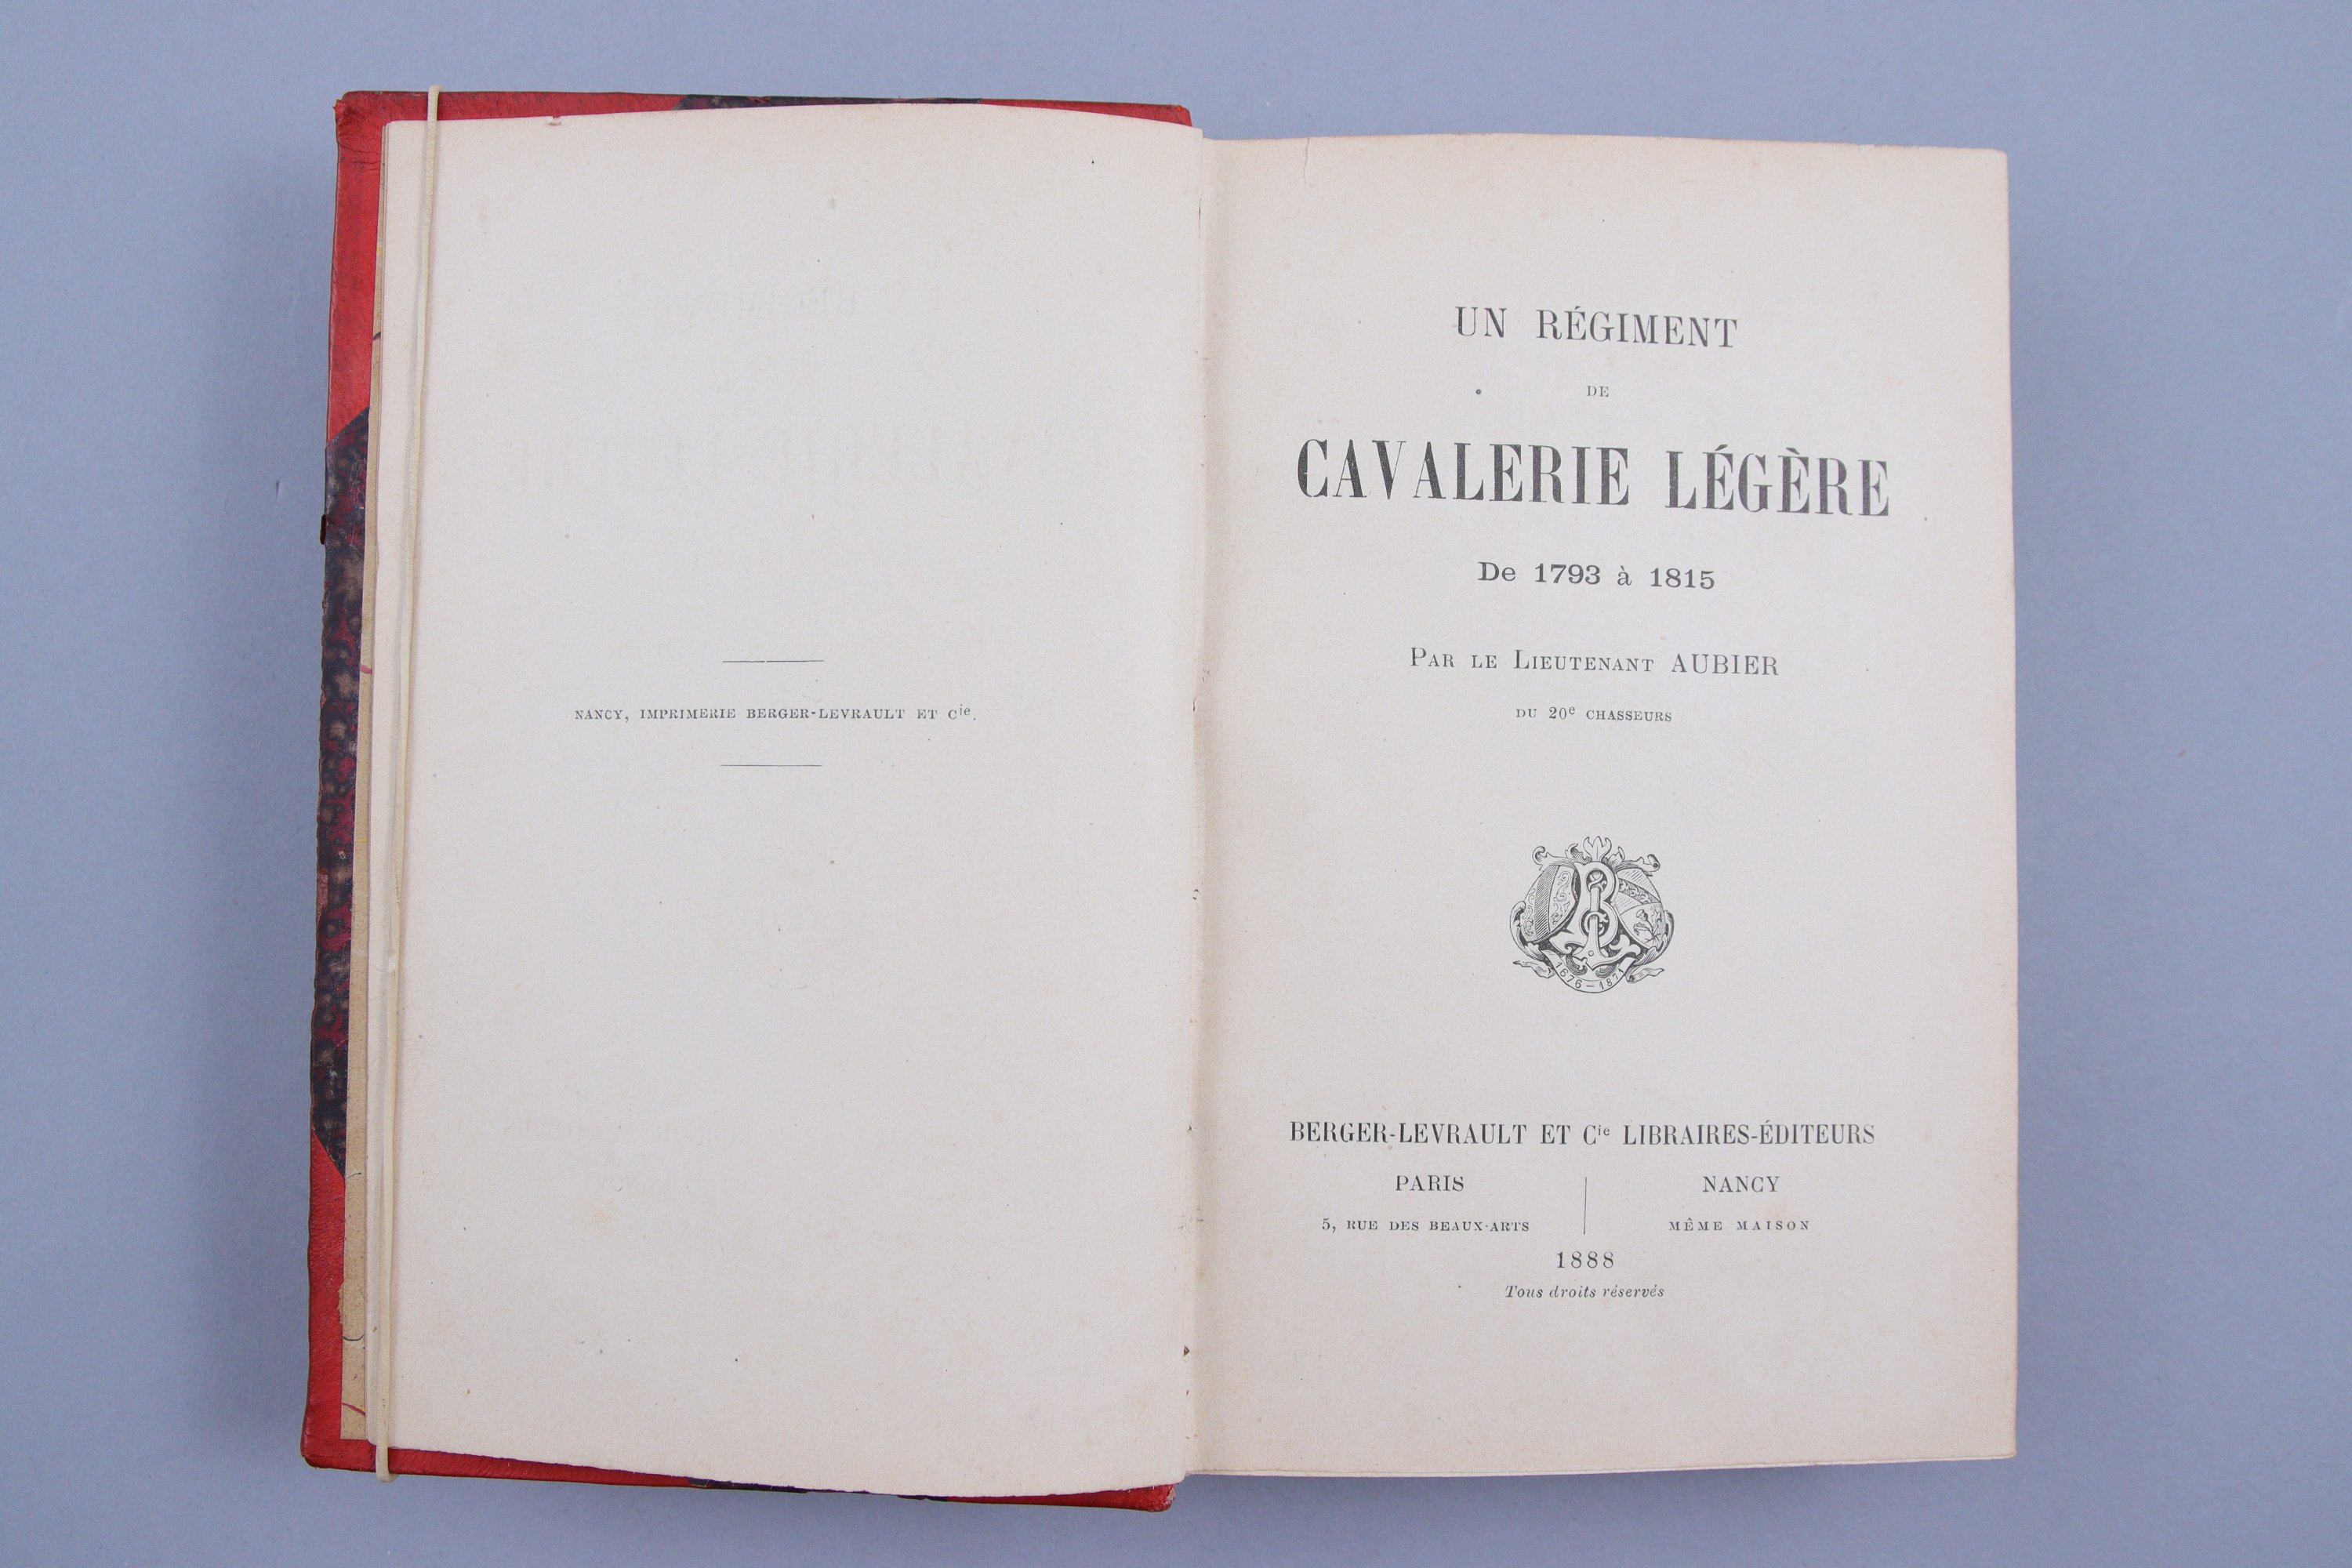 NANCY, IMPRIMERIE BERGER-LEVRAULT ET Cie.
UN RÉGIMENT
DE
CAVALERIE LÉGÈRE
De 1793 à 1815
PAR LE LIEUTENANT AUBIER
DU 20e CHASSEURS
1676-1871
BERGER-LEVRAULT ET Cie LIBRAIRES-ÉDITEURS
PARIS
5, RUE DES BEAUX-ARTS
NANCY
MÊME MAISON
1888
Tous droits réservés